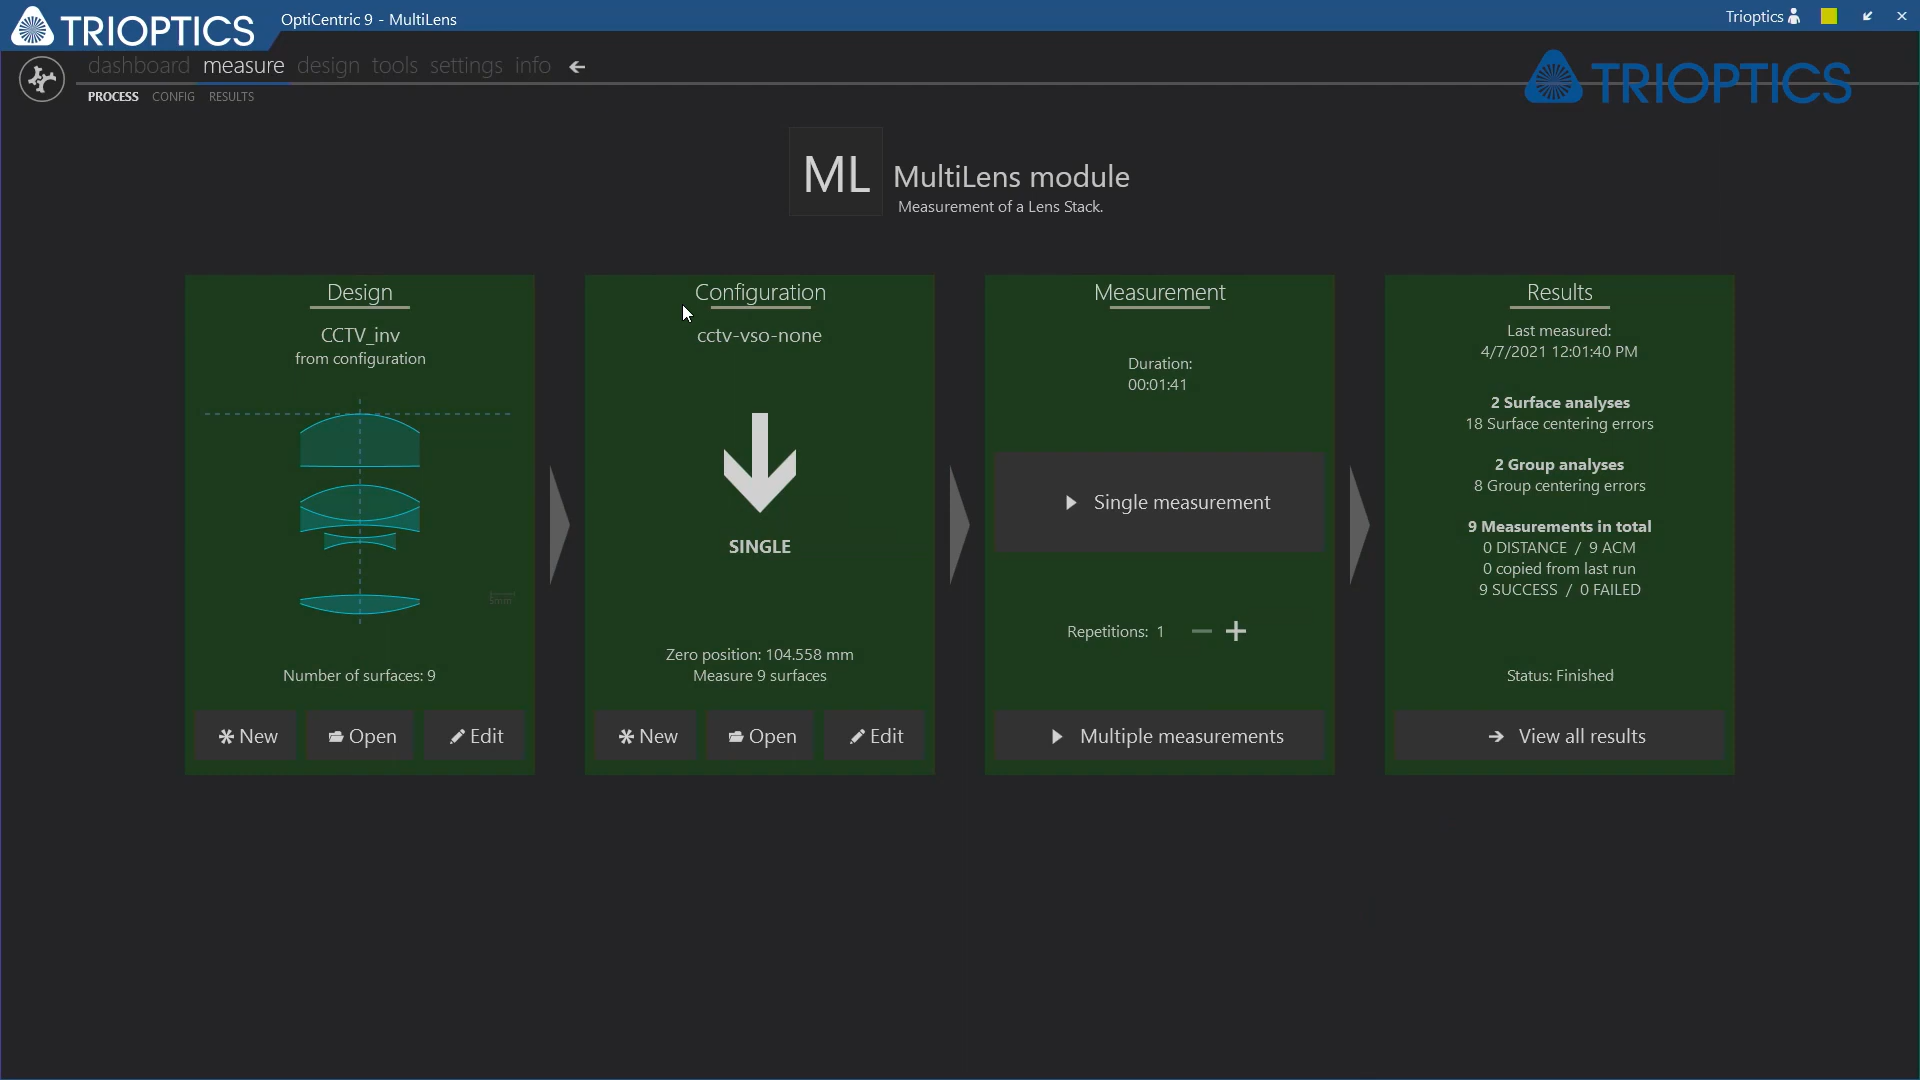 TRIOPTICS
OptiCentric 9 - MultiLens
Trioptics
dashboard measure design tools settings info
PROCESS CONFIG RESULTS
TRIOPTICS
ML
MultiLens module
Measurement of a Lens Stack.
Design
CCTV_inv
from configuration
5mm
Number of surfaces: 9
New
Open
Edit
Configuration
cctv-vso-none
SINGLE
Zero position: 104.558 mm
Measure 9 surfaces
New
Open
Edit
Measurement
Duration:
00:01:41
Single measurement
Repetitions: 1
Multiple measurements
Results
Last measured:
4/7/2021 12:01:40 PM
2 Surface analyses
18 Surface centering errors
2 Group analyses
8 Group centering errors
9 Measurements in total
0 DISTANCE / 9 ACM
0 copied from last run
9 SUCCESS / 0 FAILED
Status: Finished
View all results